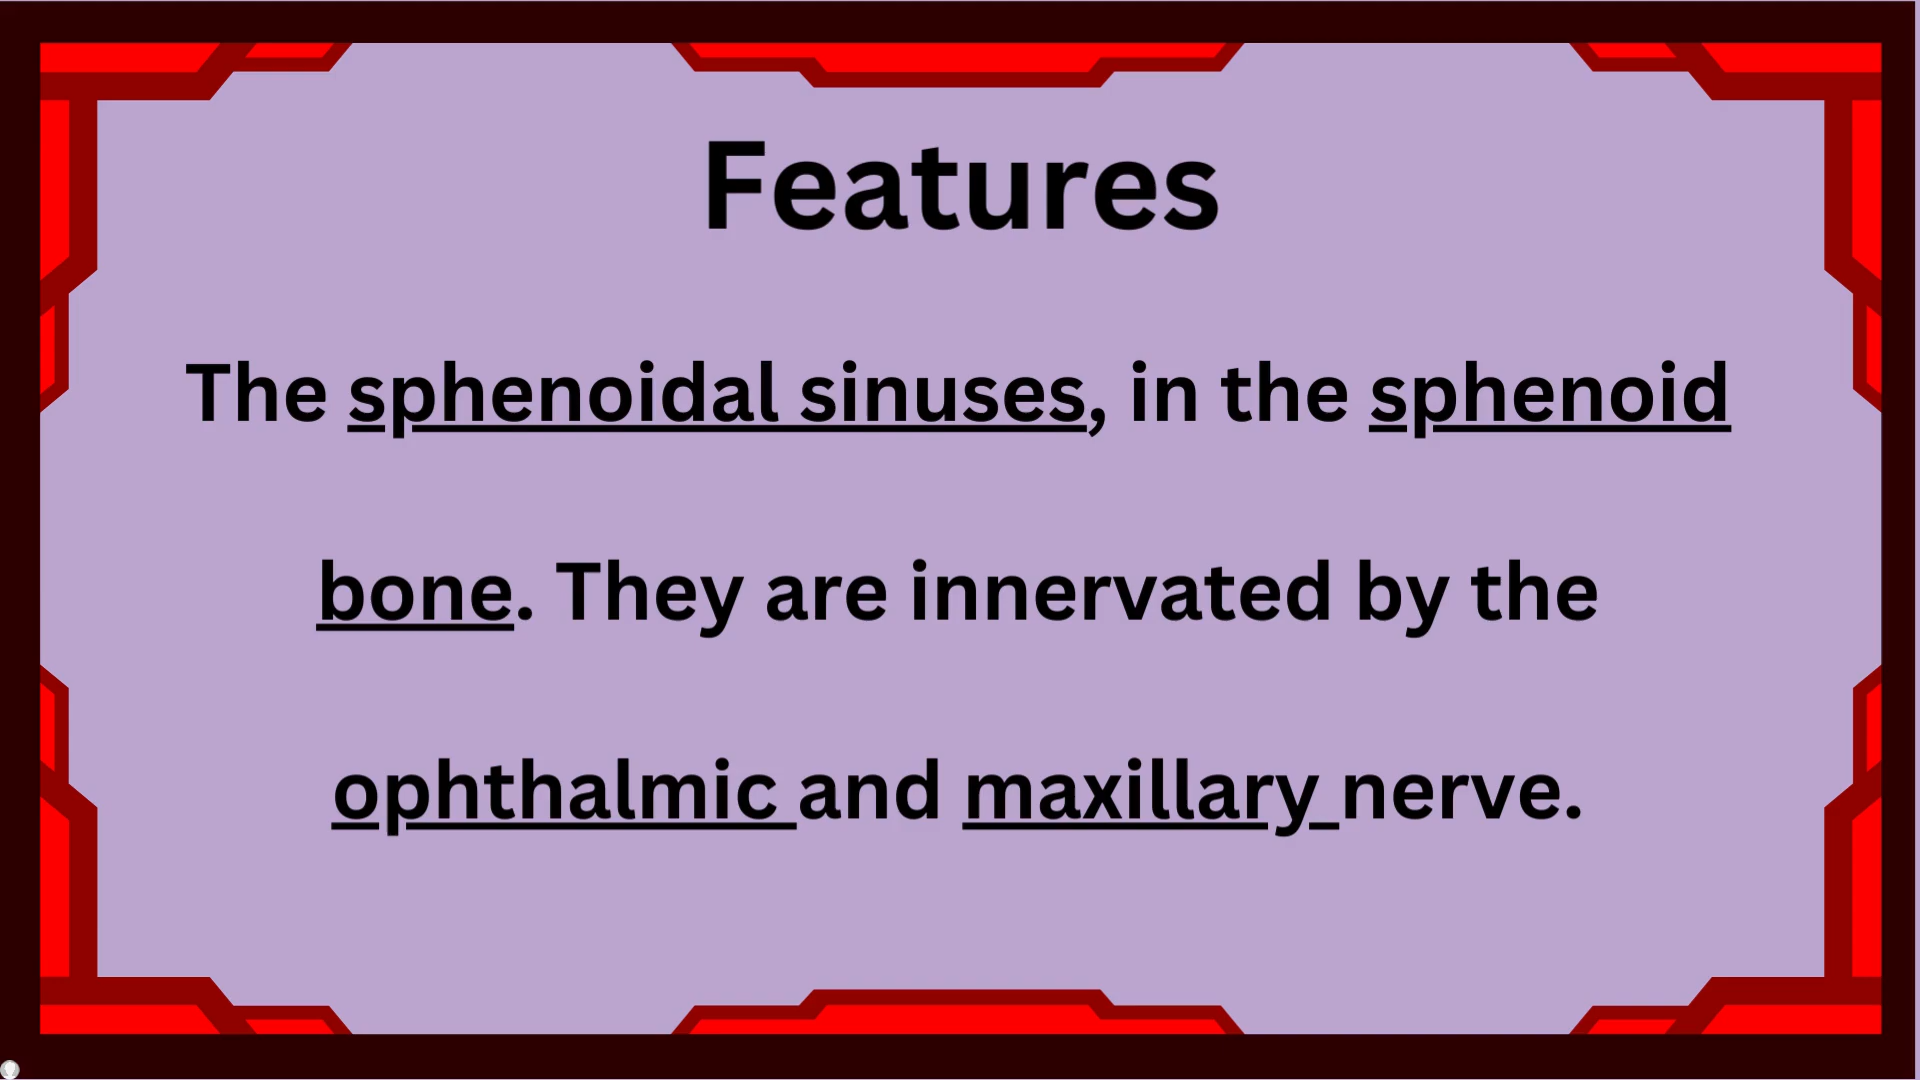 Features
The sphenoidal sinuses, in the sphenoid
bone. They are innervated by the
ophthalmic and maxillary nerve.